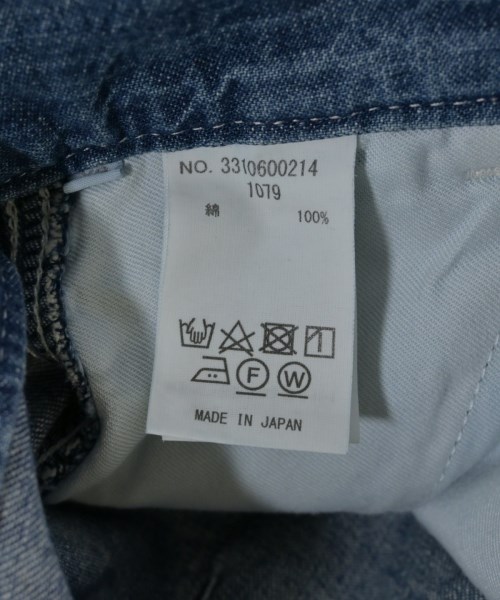 NO. 3310600214
1079
綿 100%
F W
MADE IN JAPAN